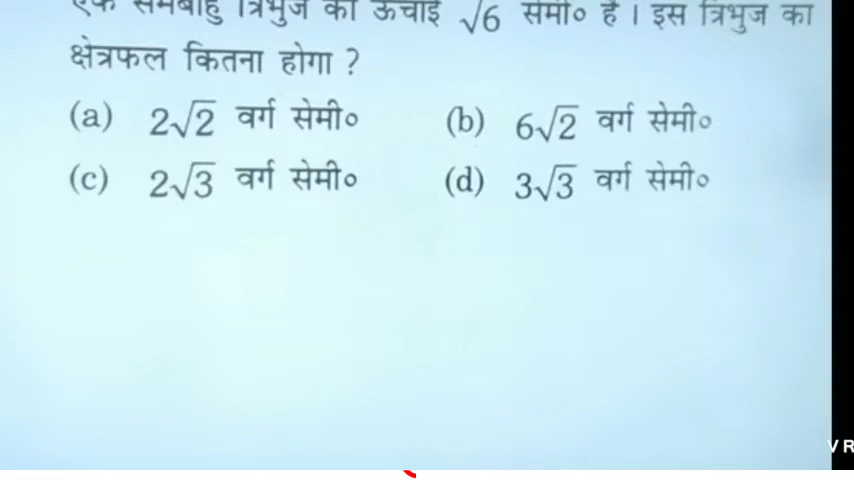 एक समबाहु त्रिभुज की ऊँचाई √6 सेमी० है । इस त्रिभुज का
क्षेत्रफल कितना होगा ?
(a) 2√2 वर्ग सेमी० (b) 6√2 वर्ग सेमी०
(c) 2√3 वर्ग सेमी० (d) 3√3 वर्ग सेमी०
V R